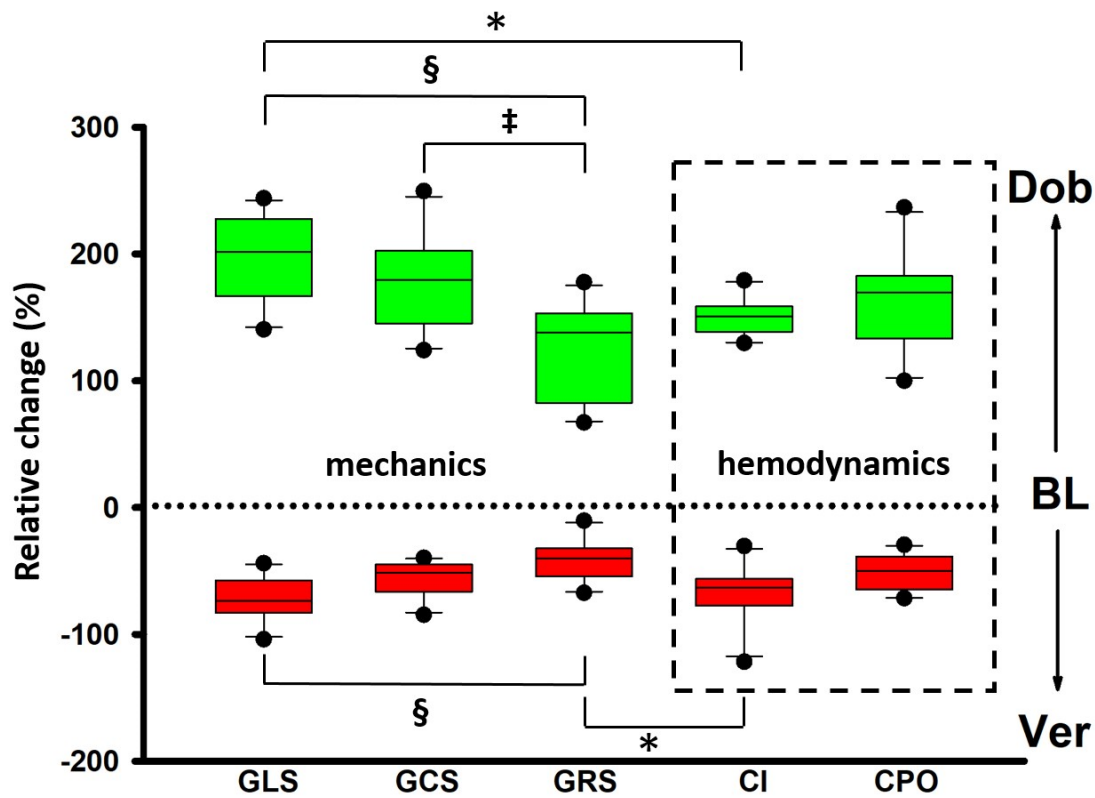 *
§
‡
300
Dob
200
Relative change (%)
100
mechanics
hemodynamics
0
BL
-100
§
*
Ver
-200
GLS GCS GRS CI CPO